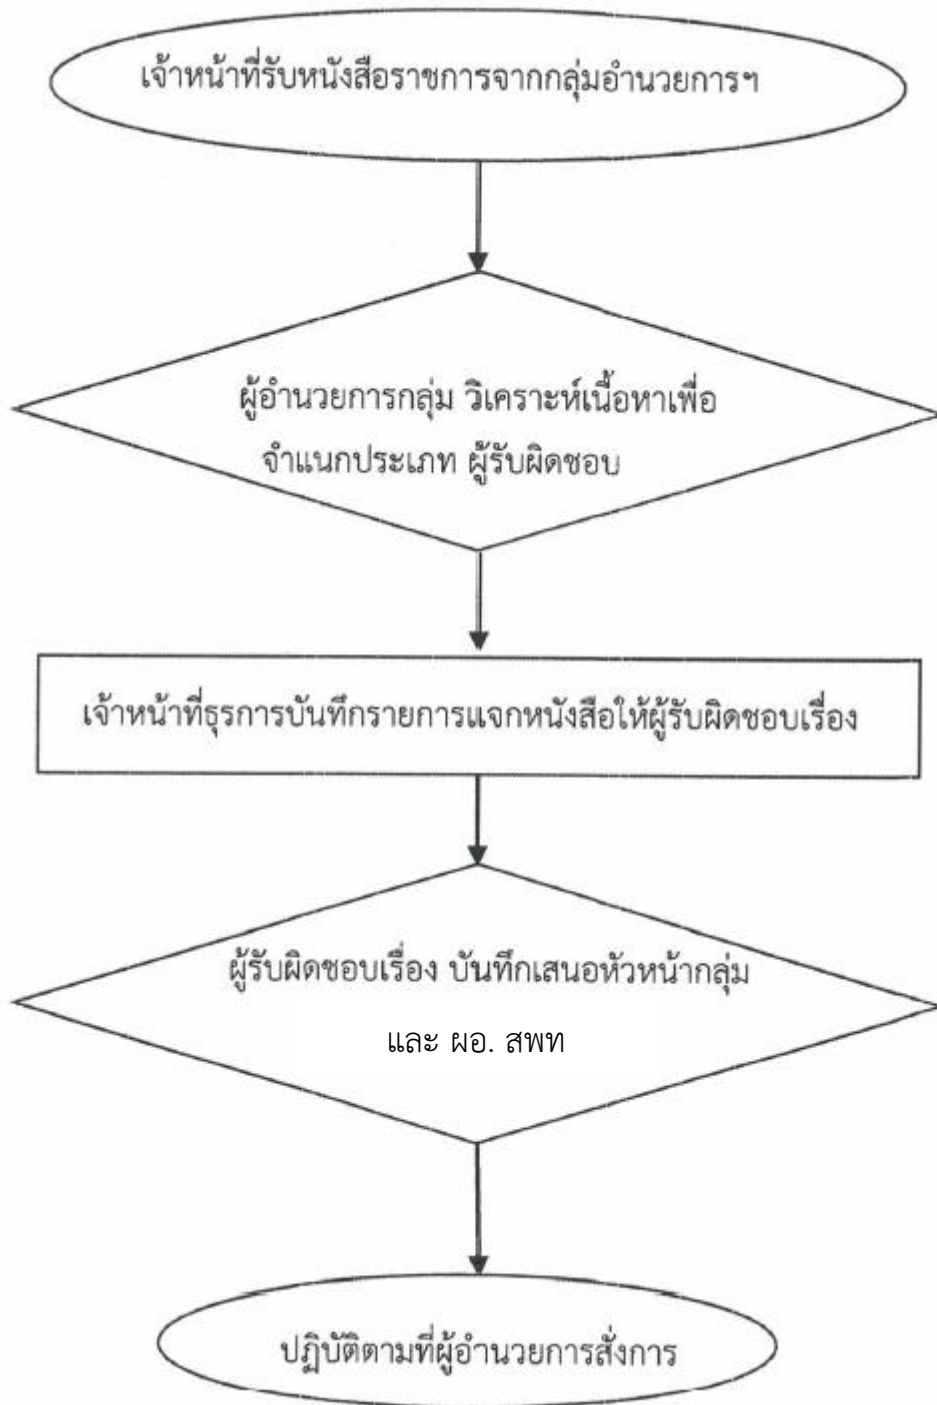 เจ้าหน้าที่รับหนังสือราชการจากกลุ่มอำนวยการฯ
ผู้อำนวยการกลุ่ม วิเคราะห์เนื้อหาเพื่อ
จำแนกประเภท ผู้รับผิดชอบ
เจ้าหน้าที่ธุรการบันทึกรายการแจกหนังสือให้ผู้รับผิดชอบเรื่อง
ผู้รับผิดชอบเรื่อง บันทึกเสนอหัวหน้ากลุ่ม
และ ผอ. สพท
ปฏิบัติตามที่ผู้อำนวยการสั่งการ